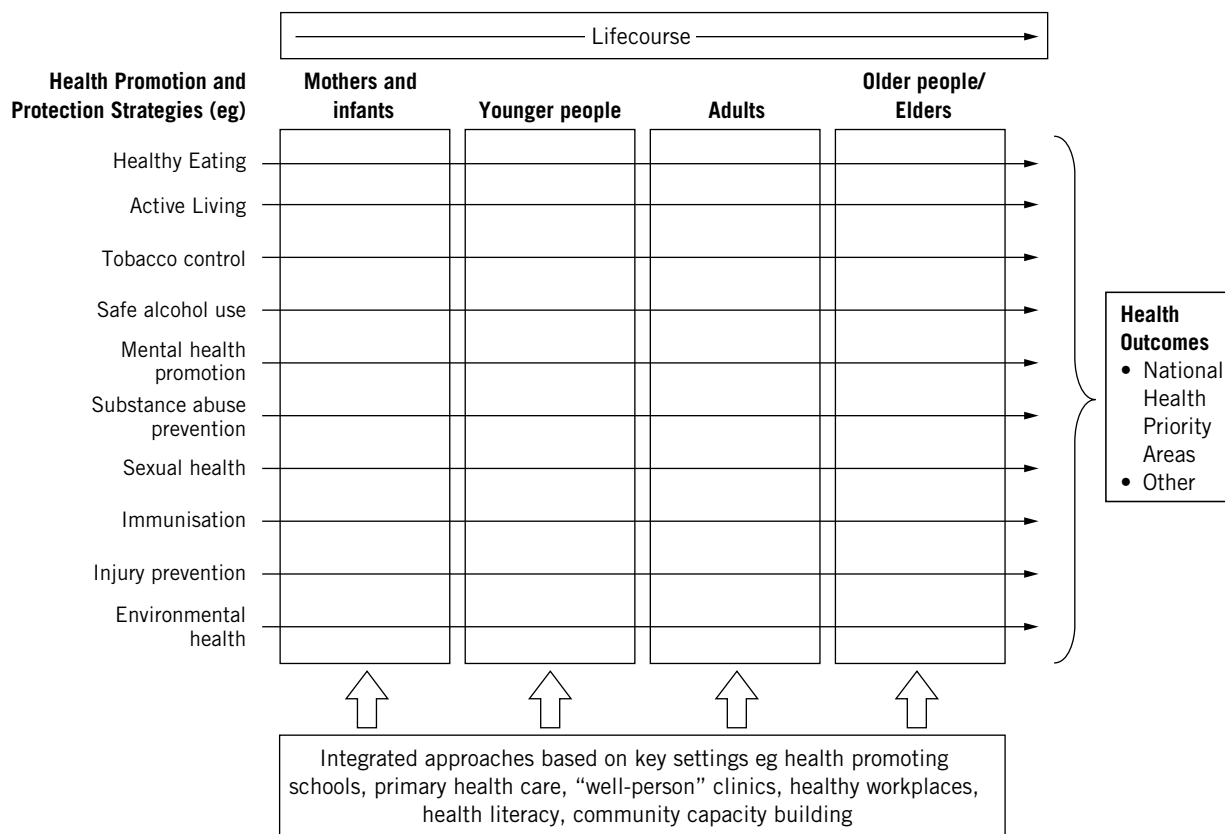 Lifecourse
Health Promotion and
Protection Strategies (eg)
Mothers and
infants
Younger people
Adults
Older people/
Elders
Healthy Eating
Active Living
Tobacco control
Safe alcohol use
Mental health
promotion
Substance abuse
prevention
Sexual health
Immunisation
Injury prevention
Environmental
health
Health
Outcomes
• National
Health
Priority
Areas
• Other
Integrated approaches based on key settings eg health promoting
schools, primary health care, “well-person” clinics, healthy workplaces,
health literacy, community capacity building